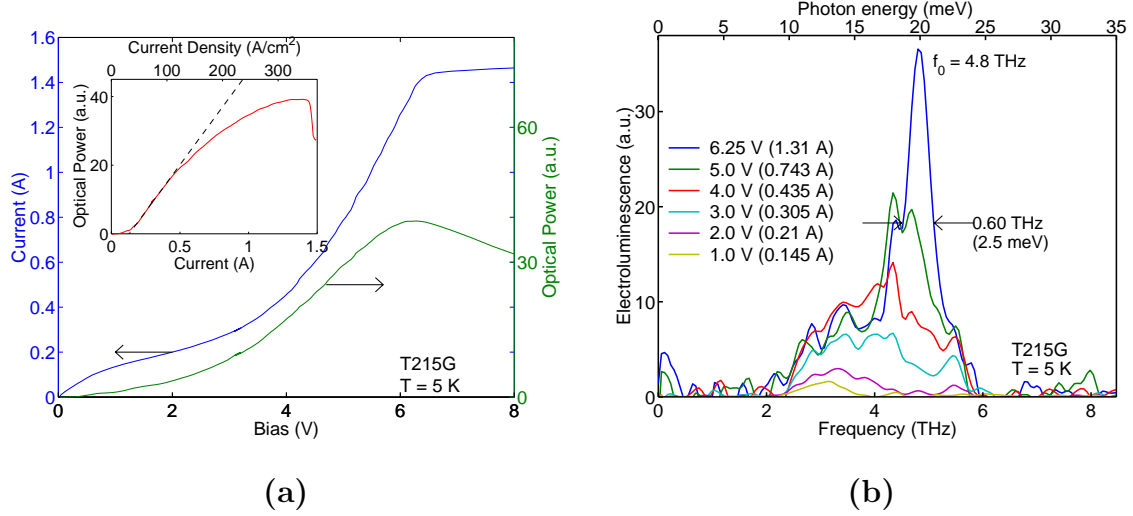 Current Density (A/cm²)
0 100 200 300
1.6
1.4
1.2
1
0.8
0.6
0.4
0.2
0
Current (A)
40
20
0
Optical Power (a.u.)
0 0.5 1 1.5
Current (A)
60
30
0
Optical Power (a.u.)
T215G
T = 5 K
0 2 4 6 8
Bias (V)
(a)
Photon energy (meV)
0 5 10 15 20 25 30 35
f₀ = 4.8 THz
30
20
10
0
Electroluminescence (a.u.)
6.25 V (1.31 A)
5.0 V (0.743 A)
4.0 V (0.435 A)
3.0 V (0.305 A)
2.0 V (0.21 A)
1.0 V (0.145 A)
0.60 THz
(2.5 meV)
T215G
T = 5 K
0 2 4 6 8
Frequency (THz)
(b)